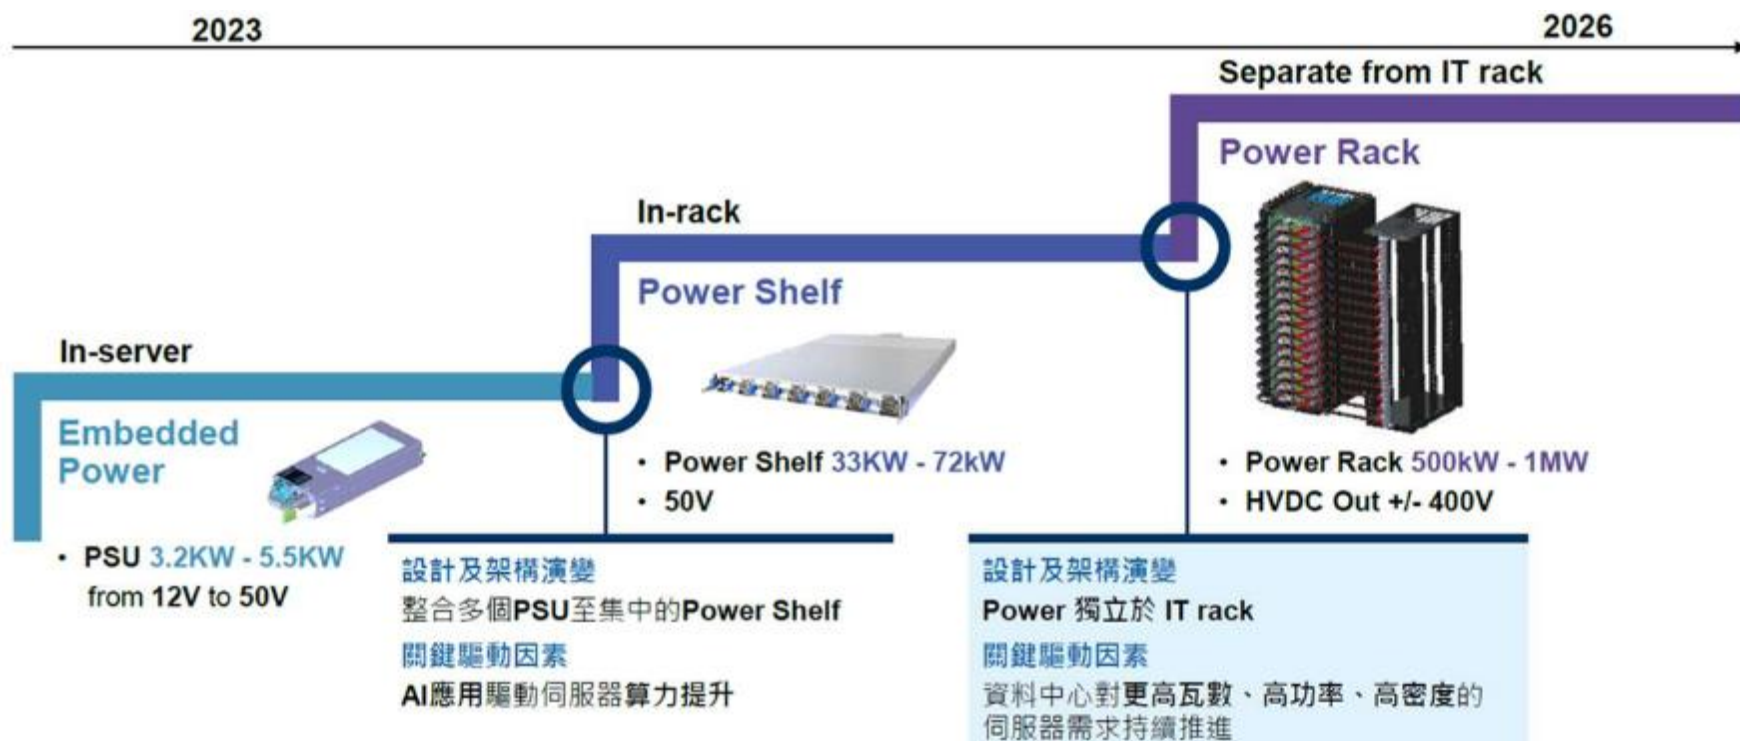 2023
2026
Separate from IT rack
Power Rack
In-rack
Power Shelf
In-server
Embedded
Power
• Power Shelf 33KW - 72kW
• 50V
• Power Rack 500kW - 1MW
• HVDC Out +/- 400V
• PSU 3.2KW - 5.5KW
from 12V to 50V
設計及架構演變
整合多個PSU至集中的Power Shelf
關鍵驅動因素
AI應用驅動伺服器算力提升
設計及架構演變
Power 獨立於 IT rack
關鍵驅動因素
資料中心對更高瓦數、高功率、高密度的
伺服器需求持續推進